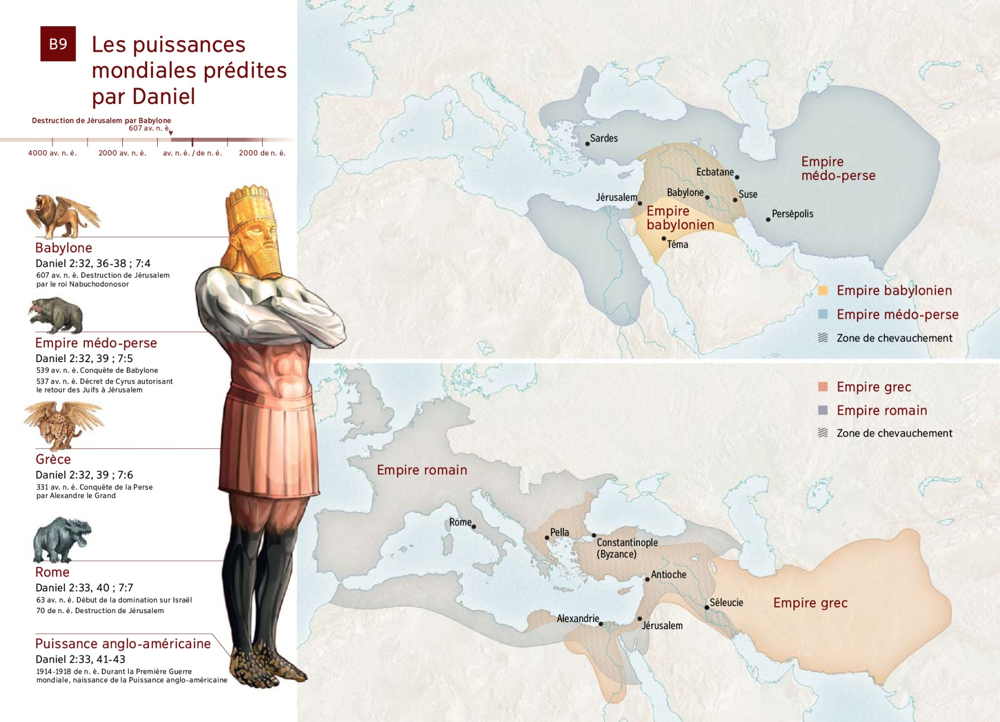 B9
Les puissances
mondiales prédites
par Daniel
Destruction de Jérusalem par Babylone
607 av. n. è.
4000 av. n. è.
2000 av. n. è.
av. n. è. / de n. è.
2000 de n. è.
Babylone
Daniel 2:32, 36-38 ; 7:4
607 av. n. è. Destruction de Jérusalem
par le roi Nabuchodonosor
Empire médo-perse
Daniel 2:32, 39 ; 7:5
539 av. n. è. Conquête de Babylone
537 av. n. è. Décret de Cyrus autorisant
le retour des Juifs à Jérusalem
Grèce
Daniel 2:32, 39 ; 7:6
331 av. n. è. Conquête de la Perse
par Alexandre le Grand
Rome
Daniel 2:33, 40 ; 7:7
63 av. n. è. Début de la domination sur Israël
70 de n. è. Destruction de Jérusalem
Puissance anglo-américaine
Daniel 2:33, 41-43
1914-1918 de n. è. Durant la Première Guerre
mondiale, naissance de la Puissance anglo-américaine
Sardes
Empire
médo-perse
Ecbatane
Babylone
Suse
Jérusalem
Empire
babylonien
Persépolis
Téma
Empire babylonien
Empire médo-perse
Zone de chevauchement
Empire grec
Empire romain
Zone de chevauchement
Empire romain
Rome
Pella
Constantinople
(Byzance)
Antioche
Séleucie
Empire grec
Alexandrie
Jérusalem